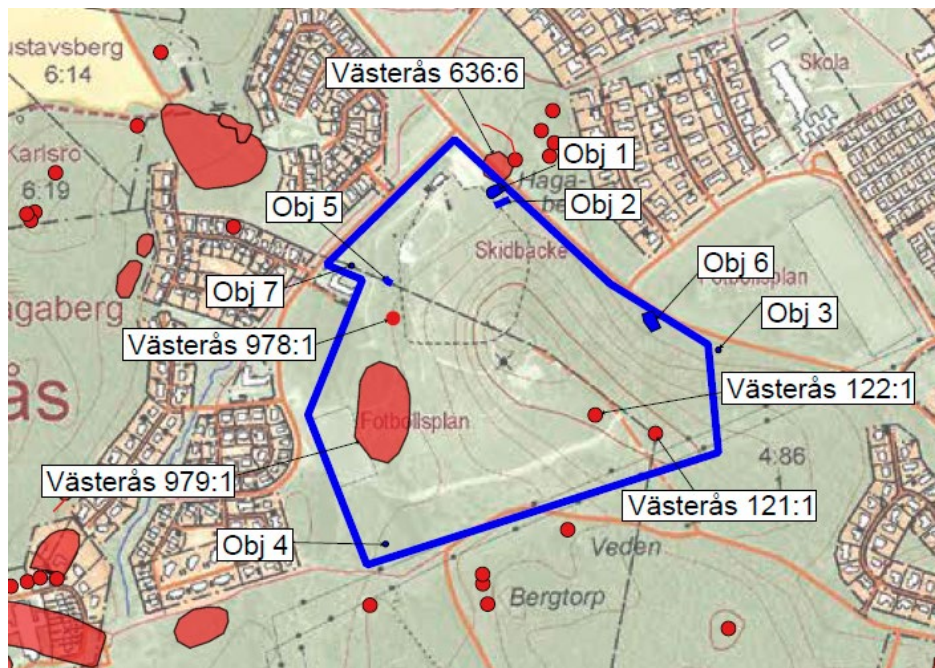 ustavsberg
6:14
Västerås 636:6
Skola
Karlsro
6:19
Obj 1
Haga-
be
Obj 2
Obj 5
Skidbacke
Obj 6
Fotbollsplan
Obj 7
agaberg
Obj 3
Västerås 978:1
ås
Västerås 122:1
Fotbollsplan
Västerås 979:1
4:86
Västerås 121:1
Obj 4
Veden
Bergtorp